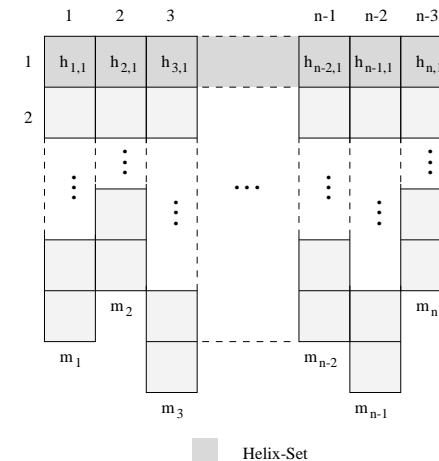 1 2 3 n-1 n-2 n-3
1 h1,1 h2,1 h3,1 hn-2,1 hn-1,1 hn,1
2
m2 mn
m1 mn-2
m3 mn-1
Helix-Set